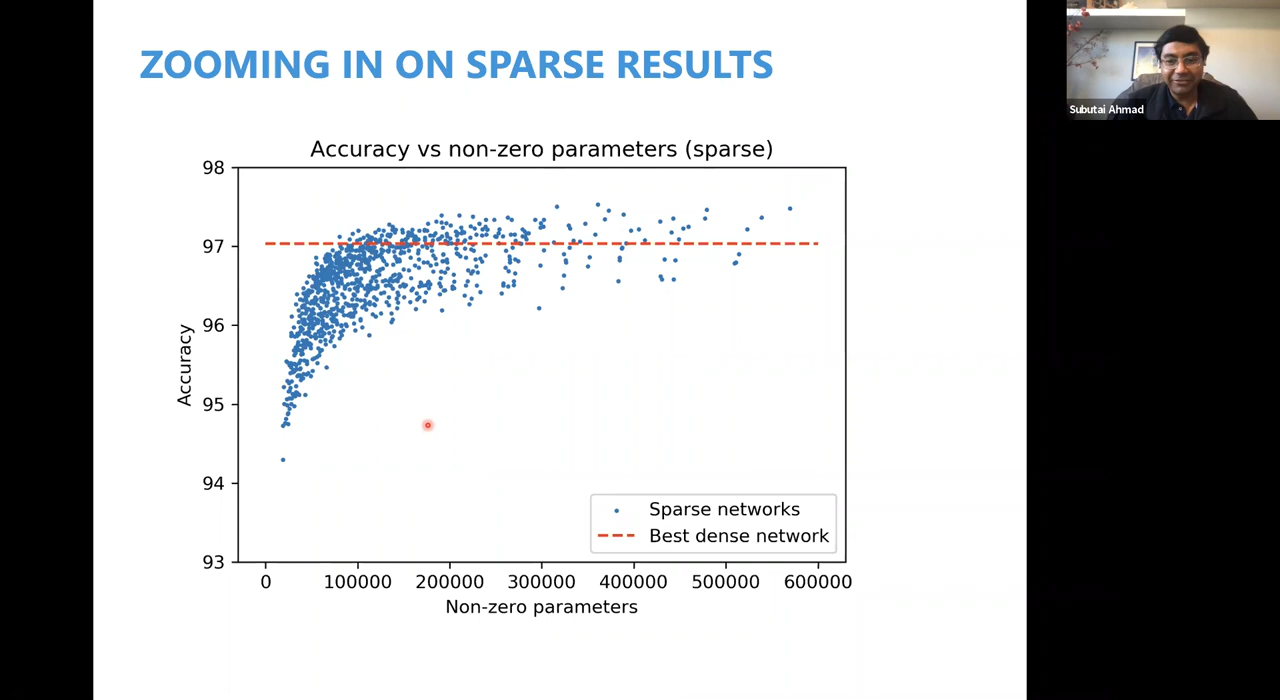 ZOOMING IN ON SPARSE RESULTS
Subutai Ahmad
Accuracy vs non-zero parameters (sparse)
98
97
96
95
94
93
Accuracy
Sparse networks
Best dense network
0 100000 200000 300000 400000 500000 600000
Non-zero parameters